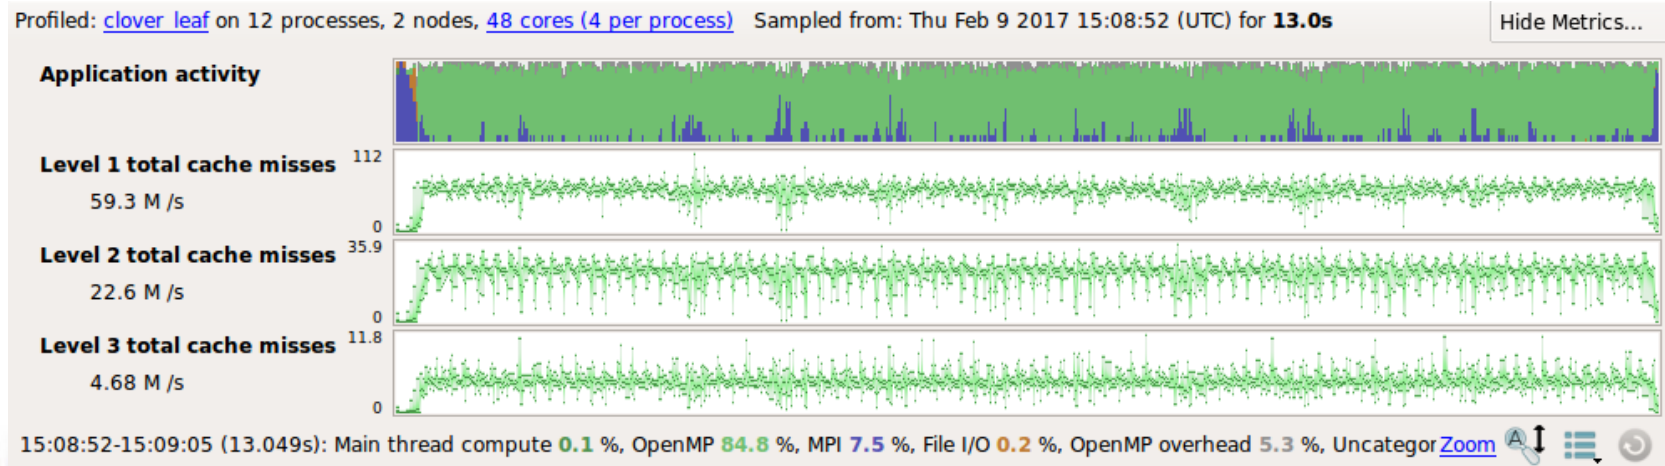 Profiled: clover_leaf on 12 processes, 2 nodes, 48 cores (4 per process) Sampled from: Thu Feb 9 2017 15:08:52 (UTC) for 13.0s Hide Metrics...
Application activity
Level 1 total cache misses 112
59.3 M /s
0
Level 2 total cache misses 35.9
22.6 M /s
0
Level 3 total cache misses 11.8
4.68 M /s
0
15:08:52-15:09:05 (13.049s): Main thread compute 0.1 %, OpenMP 84.8 %, MPI 7.5 %, File I/O 0.2 %, OpenMP overhead 5.3 %, Uncategor Zoom A